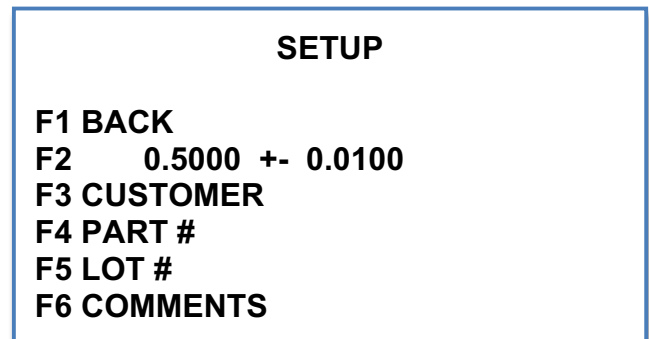 SETUP
F1 BACK
F2 0.5000 +- 0.0100
F3 CUSTOMER
F4 PART #
F5 LOT #
F6 COMMENTS